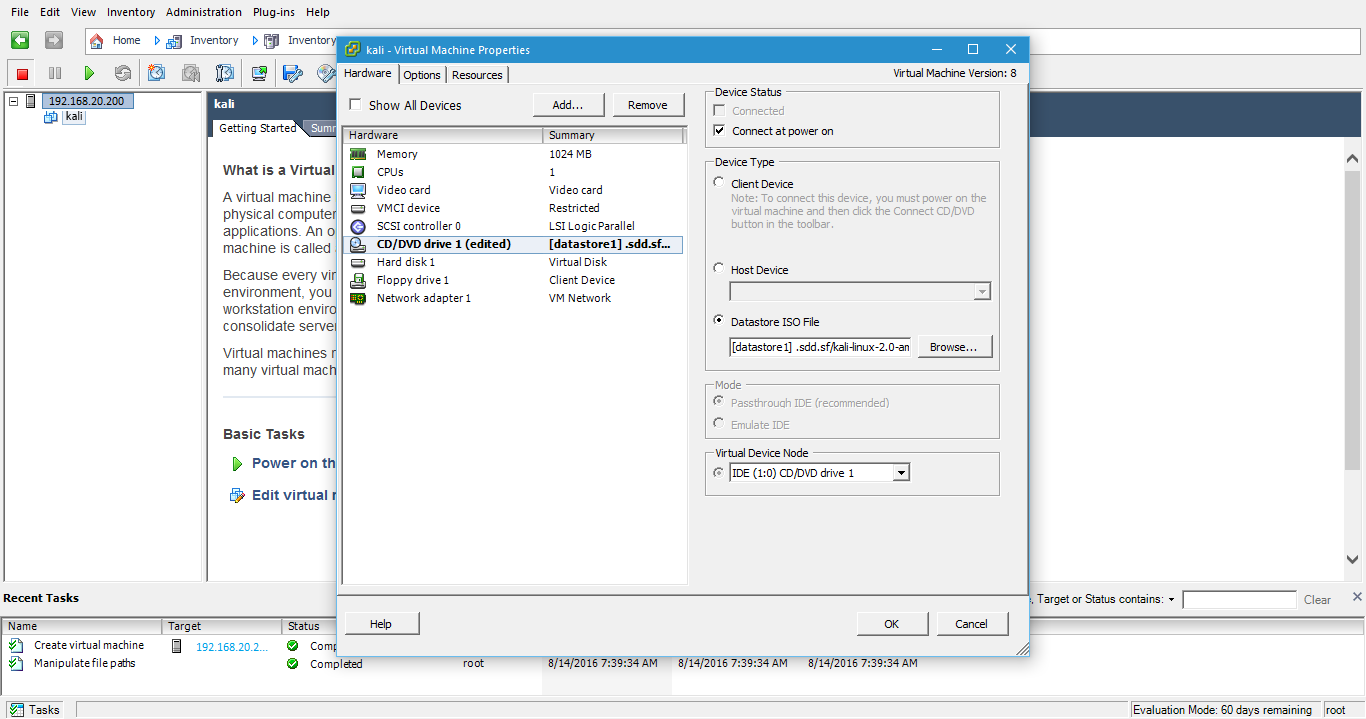 File Edit View Inventory Administration Plug-ins Help
Home Inventory Inventory
kali - Virtual Machine Properties
Hardware Options Resources
Virtual Machine Version: 8
Show All Devices
Add...
Remove
Hardware Summary
Memory 1024 MB
CPUs 1
Video card Video card
VMCI device Restricted
SCSI controller 0 LSI Logic Parallel
CD/DVD drive 1 (edited) [datastore1] .sdd.sf...
Hard disk 1 Virtual Disk
Floppy drive 1 Client Device
Network adapter 1 VM Network
Device Status
Connected
Connect at power on
Device Type
Client Device
Note: To connect this device, you must power on the
virtual machine and then click the Connect CD/DVD
button in the toolbar.
Host Device
Datastore ISO File
[datastore1] .sdd.sf/kali-linux-2.0-am
Browse...
Mode
Passthrough IDE (recommended)
Emulate IDE
Virtual Device Node
IDE (1:0) CD/DVD drive 1
Help
OK
Cancel
192.168.20.200
kali
kali
Getting Started
What is a Virtual
A virtual machine
physical computer
applications. An
machine is called
Because every
environment, you
workstation
consolidate
Virtual machines
many virtual
Basic Tasks
Power on
Edit virtual
Recent Tasks
Target or Status contains:
Clear
Name Target Status
Create virtual machine 192.168.20.2...
Manipulate file paths Completed root 8/14/2016 7:39:34 AM 8/14/2016 7:39:34 AM 8/14/2016 7:39:34 AM
Tasks
Evaluation Mode: 60 days remaining
root